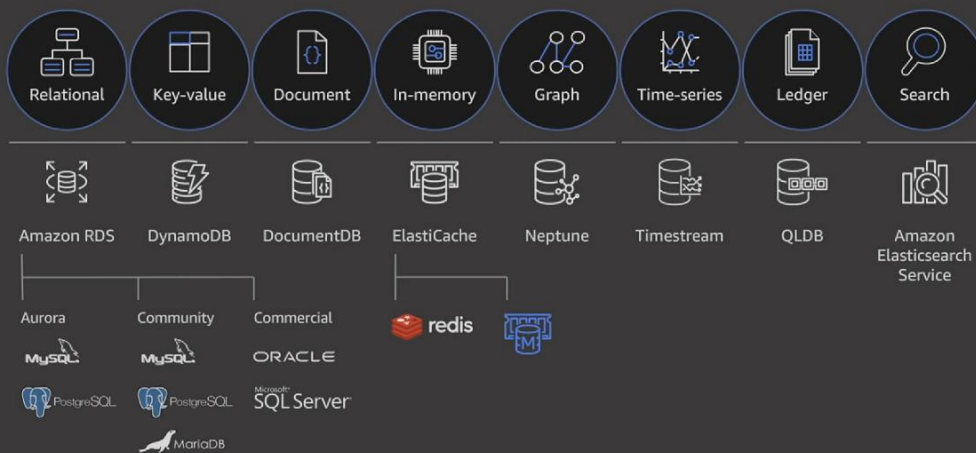 Relational
Key-value
Document
In-memory
Graph
Time-series
Ledger
Search
Amazon RDS
DynamoDB
DocumentDB
ElastiCache
Neptune
Timestream
QLDB
Amazon
Elasticsearch
Service
Aurora
Community
Commercial
MySQL
MySQL
ORACLE
redis
M
PostgreSQL
PostgreSQL
Microsoft
SQL Server
MariaDB